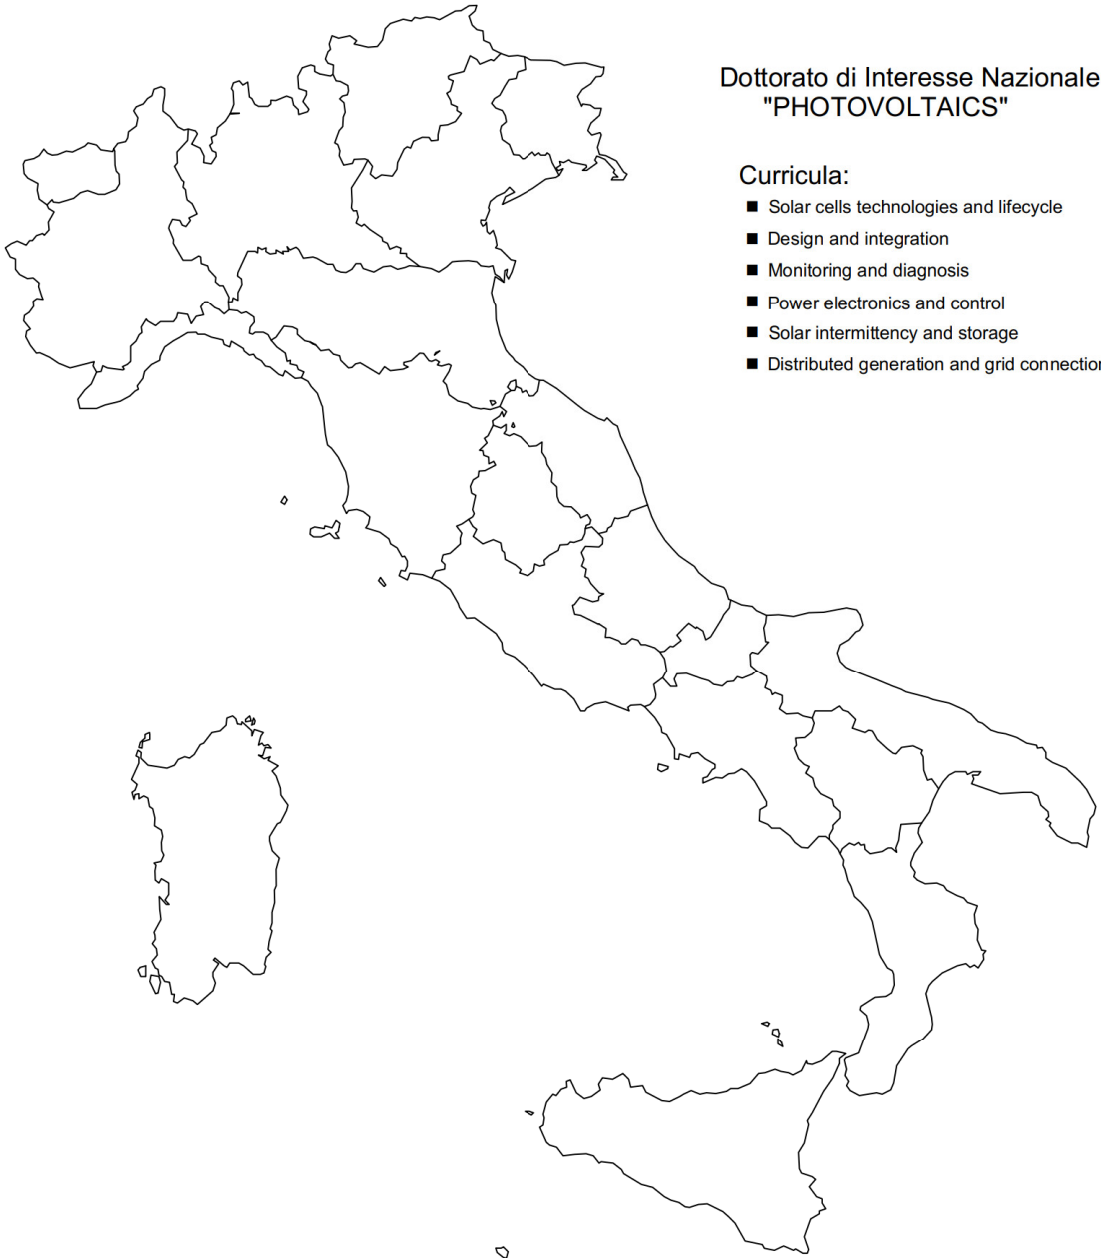 Dottorato di Interesse Nazionale
"PHOTOVOLTAICS"
Curricula:
■ Solar cells technologies and lifecycle
■ Design and integration
■ Monitoring and diagnosis
■ Power electronics and control
■ Solar intermittency and storage
■ Distributed generation and grid connection